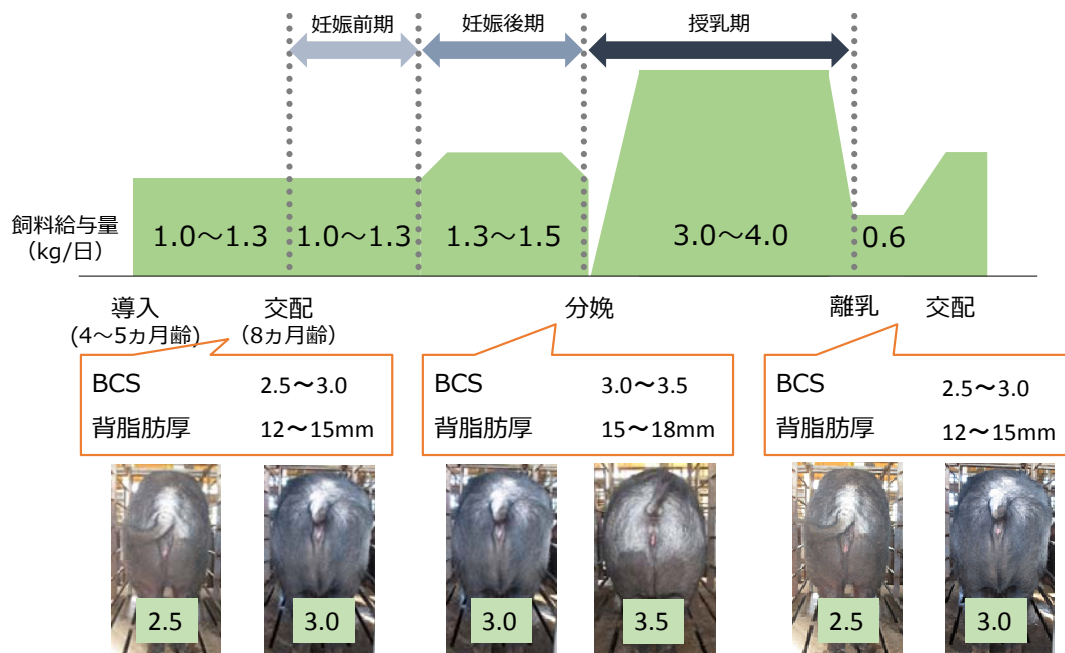 妊娠前期
妊娠後期
授乳期
飼料給与量
（kg/日）
1.0～1.3
1.0～1.3
1.3～1.5
3.0～4.0
0.6
導入
(4～5ヵ月齢)
交配
（8ヵ月齢）
分娩
離乳
交配
BCS
2.5～3.0
背脂肪厚
12～15mm
BCS
3.0～3.5
背脂肪厚
15～18mm
BCS
2.5～3.0
背脂肪厚
12～15mm
2.5
3.0
3.0
3.5
2.5
3.0